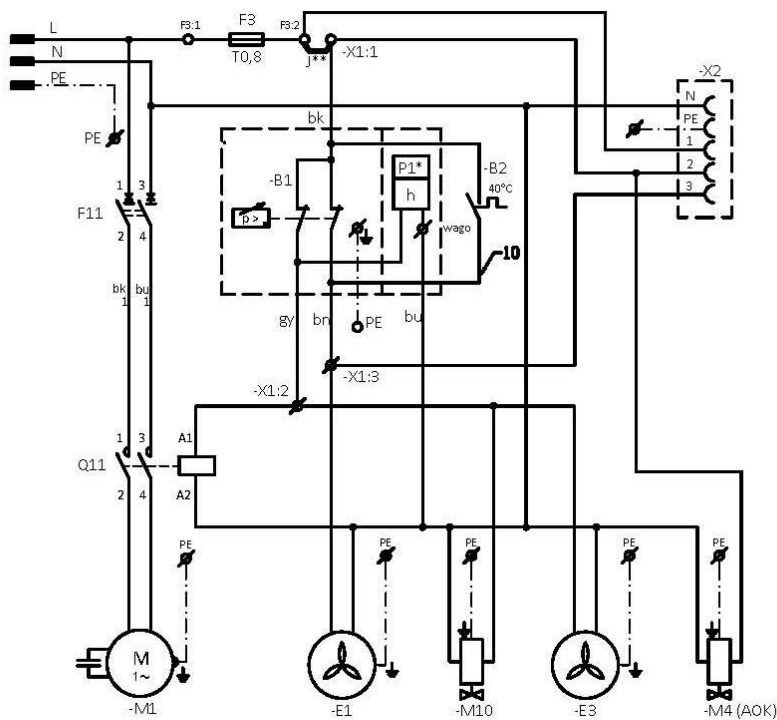 L F3:1 F3 F3:2
N T0,8 j** -X1:1
PE -X2
N
PE bk PE
1
-B1 P1* -B2 2
1 3 h 40°C 3
F11 p> wago
2 4 10
bk bu gy bn PE bu
1 1
-X1:3
-X1:2
1 3 A1
Q11
2 4 A2
PE PE PE PE PE
M
1~
-M1 -E1 -M10 -E3 -M4 (AOK)